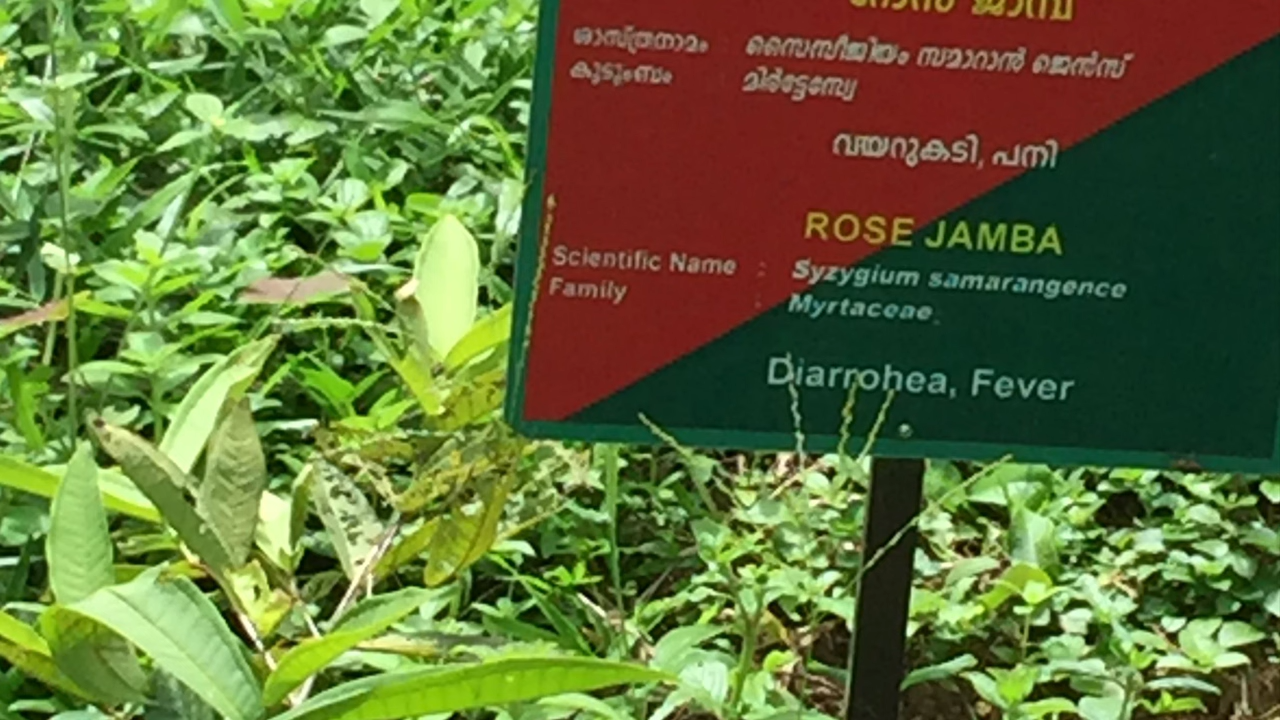 റോസ് ജാമ്പ
ശാസ്ത്രനാമം സൈസീജിയം സമാറാൻ ജെൻസ്
കുടുംബം മിർട്ടേസ്യേ
വയറുകടി, പനി
ROSE JAMBA
Scientific Name : Syzygium samarangence
Family : Myrtaceae
Diarrohea, Fever